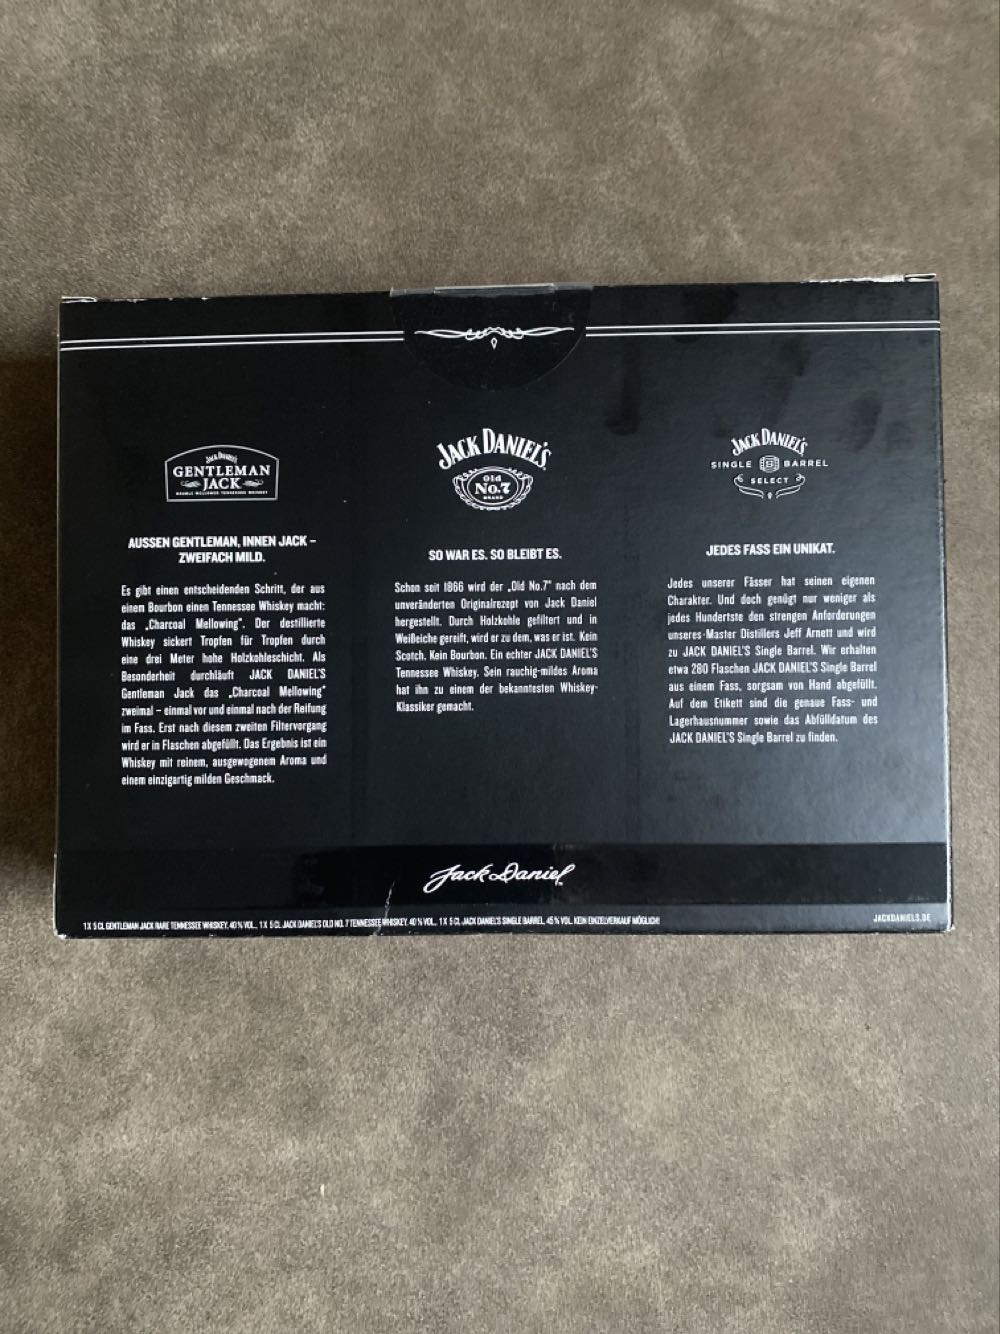 JACK DANIEL'S
GENTLEMAN
JACK
DOUBLE MELLOWED TENNESSEE WHISKEY
AUSSEN GENTLEMAN, INNEN JACK –
ZWEIFACH MILD.
Es gibt einen entscheidenden Schritt, der aus
einem Bourbon einen Tennessee Whiskey macht:
das „Charcoal Mellowing“. Der destillierte
Whiskey sickert Tropfen für Tropfen durch
eine drei Meter hohe Holzkohleschicht. Als
Besonderheit durchläuft JACK DANIEL'S
Gentleman Jack das „Charcoal Mellowing“
zweimal – einmal vor und einmal nach der Reifung
im Fass. Erst nach diesem zweiten Filtervorgang
wird er in Flaschen abgefüllt. Das Ergebnis ist ein
Whiskey mit reinem, ausgewogenem Aroma und
einem einzigartig milden Geschmack.
JACK DANIEL'S
Old
No.7
BRAND
SO WAR ES. SO BLEIBT ES.
Schon seit 1866 wird der „Old No.7“ nach dem
unveränderten Originalrezept von Jack Daniel
hergestellt. Durch Holzkohle gefiltert und in
Weißeiche gereift, wird er zu dem, was er ist. Kein
Scotch. Kein Bourbon. Ein echter JACK DANIEL'S
Tennessee Whiskey. Sein rauchig-mildes Aroma
hat ihn zu einem der bekanntesten Whiskey-
Klassiker gemacht.
JACK DANIEL'S
SINGLE BARREL
SELECT
JEDES FASS EIN UNIKAT.
Jedes unserer Fässer hat seinen eigenen
Charakter. Und doch genügt nur weniger als
jedes Hundertste den strengen Anforderungen
unseres Master Distillers Jeff Arnett und wird
zu JACK DANIEL'S Single Barrel. Wir erhalten
etwa 280 Flaschen JACK DANIEL'S Single Barrel
aus einem Fass, sorgsam von Hand abgefüllt.
Auf dem Etikett sind die genaue Fass- und
Lagerhausnummer sowie das Abfülldatum des
JACK DANIEL'S Single Barrel zu finden.
Jack Daniel
1 X 5 CL GENTLEMAN JACK RARE TENNESSEE WHISKEY, 40 % VOL., 1 X 5 CL JACK DANIEL'S OLD NO. 7 TENNESSEE WHISKEY, 40 % VOL., 1 X 5 CL JACK DANIEL'S SINGLE BARREL, 45 % VOL. KEIN EINZELVERKAUF MÖGLICH!
JACKDANIELS.DE